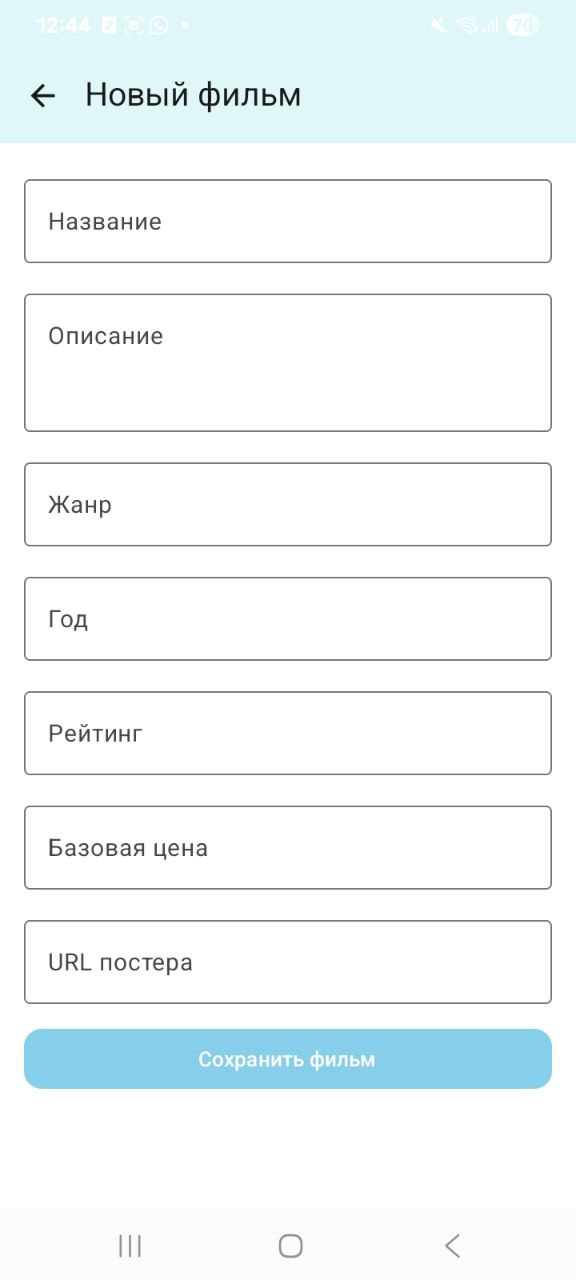 12:44
70
Новый фильм
Название
Описание
Жанр
Год
Рейтинг
Базовая цена
URL постера
Сохранить фильм